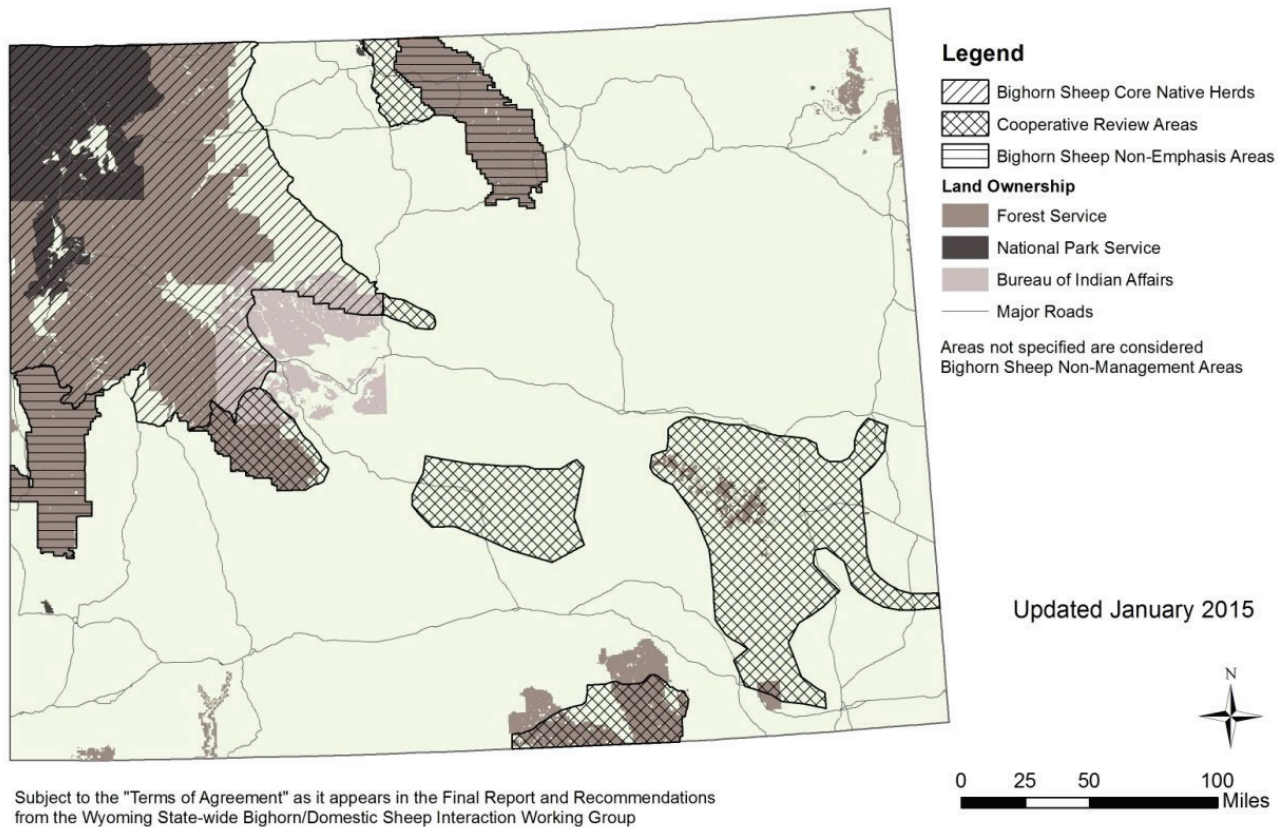 Legend
Bighorn Sheep Core Native Herds
Cooperative Review Areas
Bighorn Sheep Non-Emphasis Areas
Land Ownership
Forest Service
National Park Service
Bureau of Indian Affairs
Major Roads
Areas not specified are considered
Bighorn Sheep Non-Management Areas
Updated January 2015
N
0 25 50 100
Miles
Subject to the "Terms of Agreement" as it appears in the Final Report and Recommendations
from the Wyoming State-wide Bighorn/Domestic Sheep Interaction Working Group